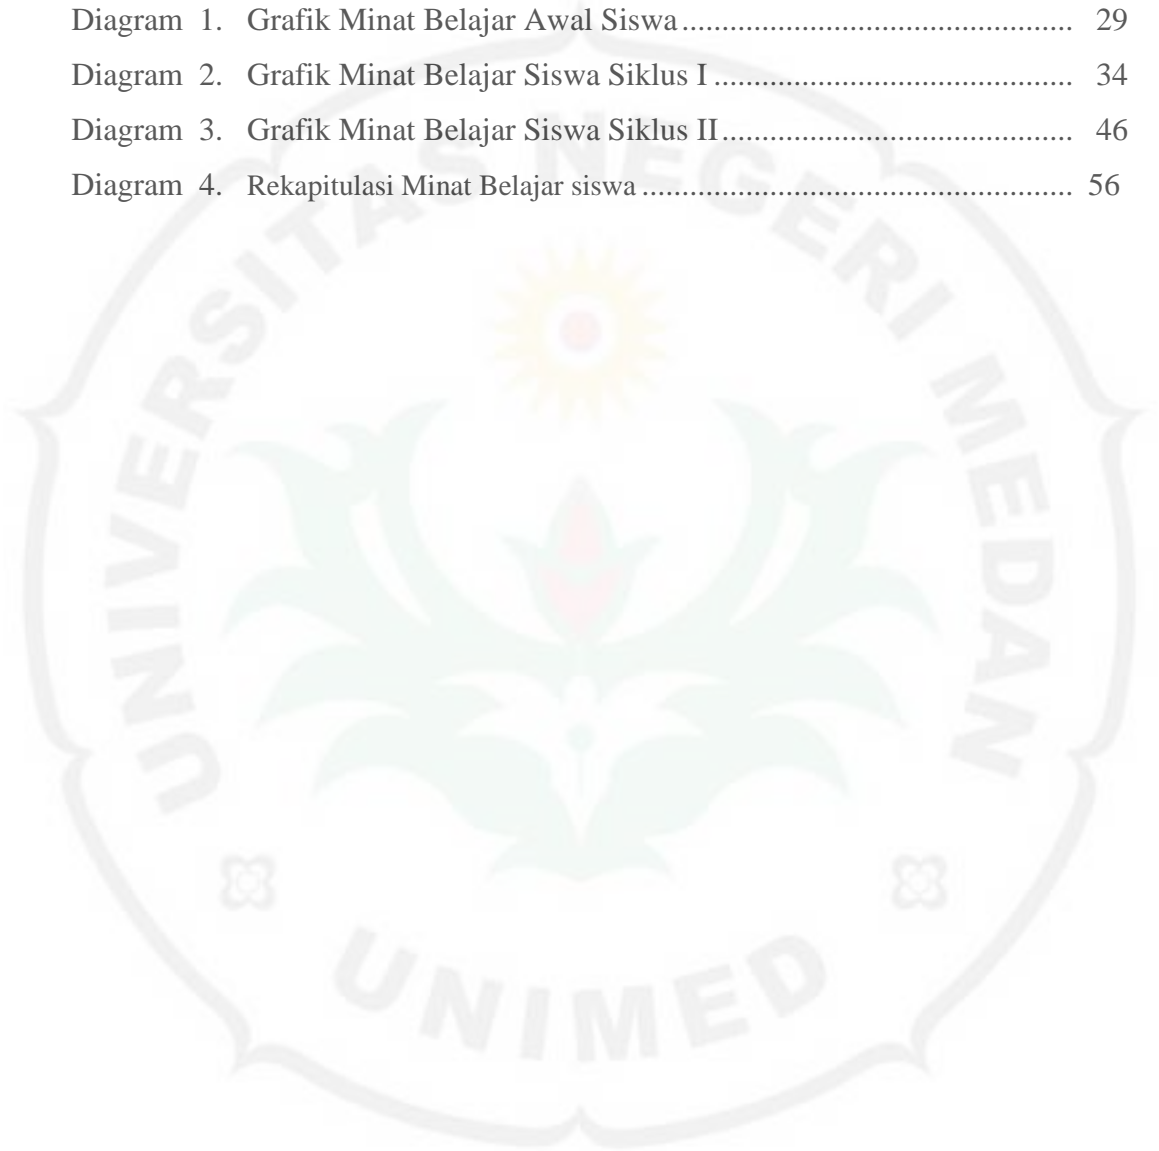 Diagram 1. Grafik Minat Belajar Awal Siswa ................................................ 29
Diagram 2. Grafik Minat Belajar Siswa Siklus I ............................................ 34
Diagram 3. Grafik Minat Belajar Siswa Siklus II ........................................... 46
Diagram 4. Rekapitulasi Minat Belajar siswa ..................................................... 56
UNIVERSITAS NEGERI MEDAN
UNIMED